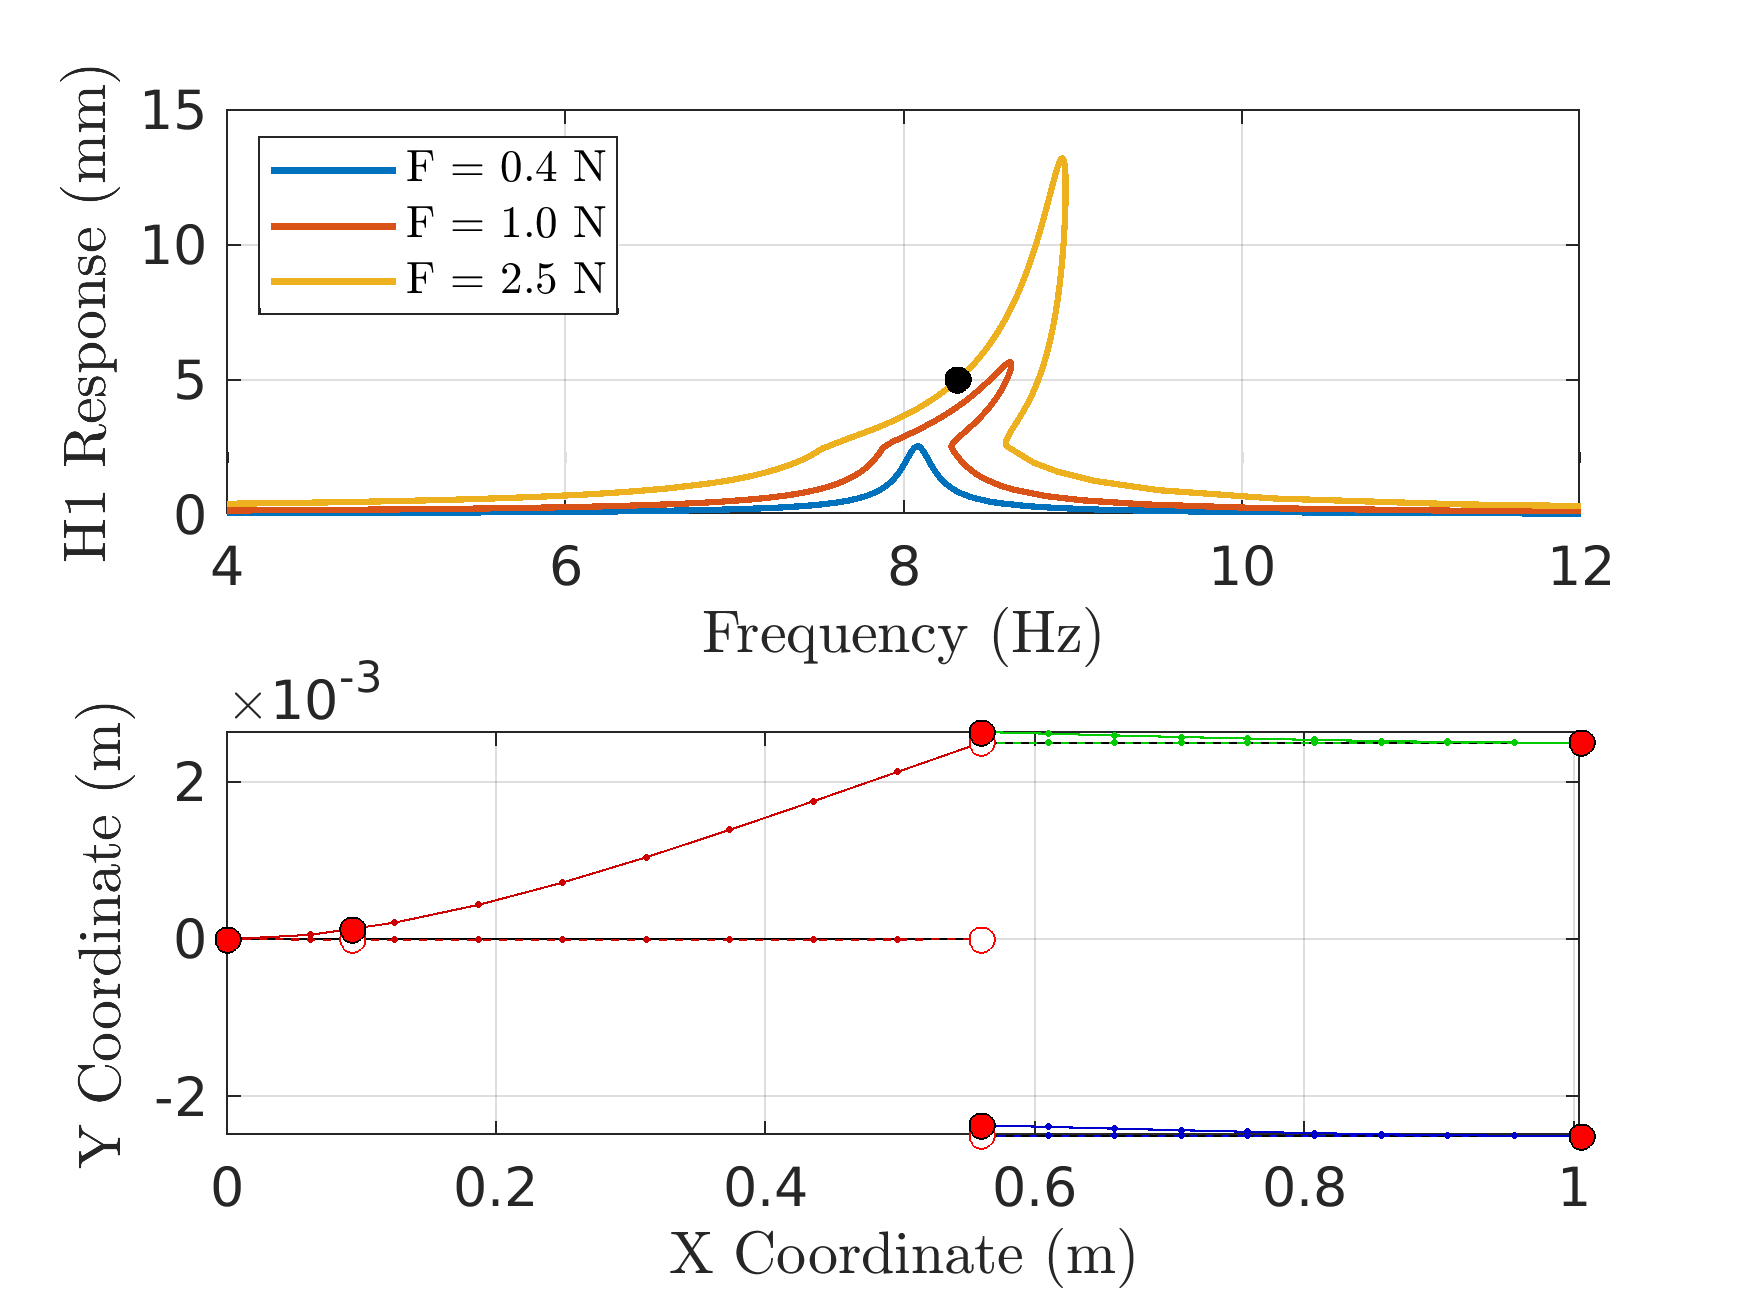 15
10
5
0
H1 Response (mm)
F = 0.4 N
F = 1.0 N
F = 2.5 N
4 6 8 10 12
Frequency (Hz)
×10-3
2
0
-2
Y Coordinate (m)
0 0.2 0.4 0.6 0.8 1
X Coordinate (m)